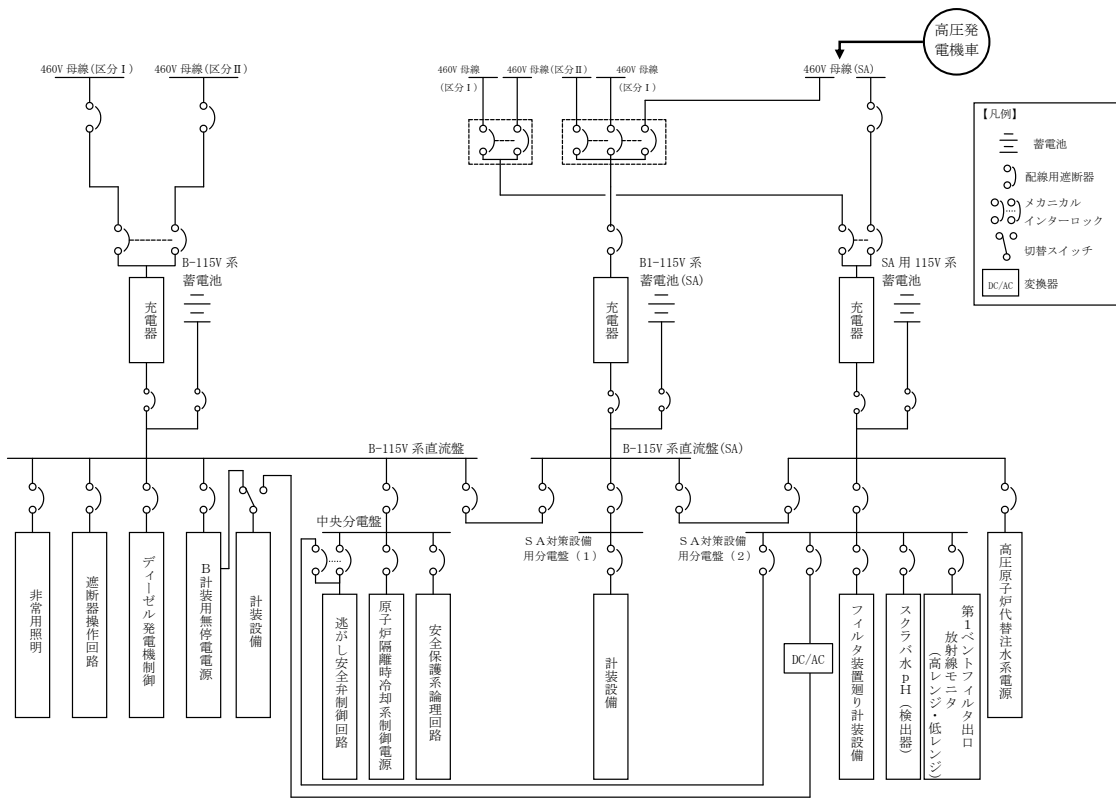 高圧発
電機車
460V 母線(区分Ⅰ)
460V 母線(区分Ⅱ)
460V 母線
(区分Ⅰ)
460V 母線(区分Ⅱ)
460V 母線
(区分Ⅰ)
460V 母線(SA)
【凡例】
蓄電池
配線用遮断器
メカニカル
インターロック
切替スイッチ
DC/AC
変換器
B-115V 系
蓄電池
充電器
B1-115V 系
蓄電池(SA)
充電器
SA 用 115V 系
蓄電池
充電器
B-115V 系直流盤
B-115V 系直流盤(SA)
中央分電盤
SA対策設備
用分電盤（1）
SA対策設備
用分電盤（2）
非常用照明
遮断器操作回路
ディーゼル発電機制御
B計装用無停電電源
計装設備
逃がし安全弁制御回路
原子炉隔離時冷却系制御電源
安全保護系論理回路
計装設備
DC/AC
フィルタ装置廻り計装設備
スクラバ水pH（検出器）
第1ベントフィルタ出口
放射線モニタ
（高レンジ・低レンジ）
高圧原子炉代替注水系電源